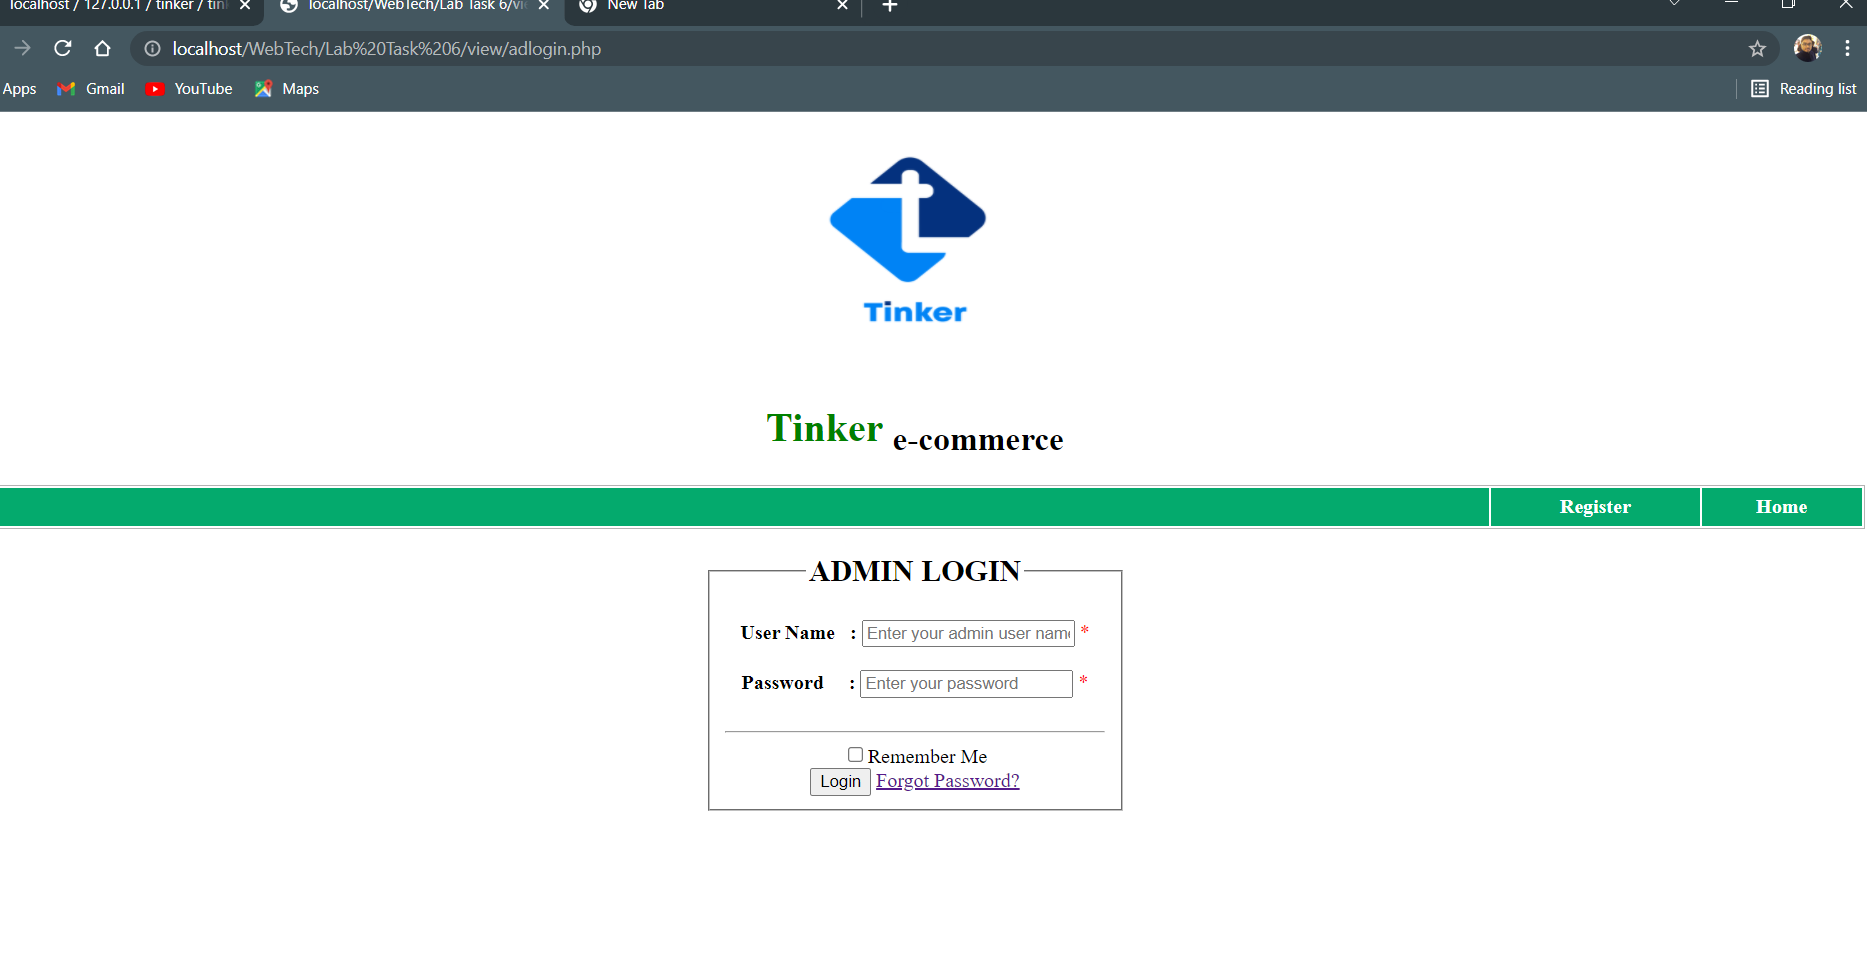 localhost / 127.0.0.1 / tinker / tin
localhost/WebTech/Lab Task 6/vi
New Tab
localhost/WebTech/Lab%20Task%206/view/adlogin.php
Apps Gmail YouTube Maps Reading list
t
Tinker
Tinker e-commerce
Register Home
ADMIN LOGIN
User Name : Enter your admin user nam *
Password : Enter your password *
Remember Me
Login Forgot Password?